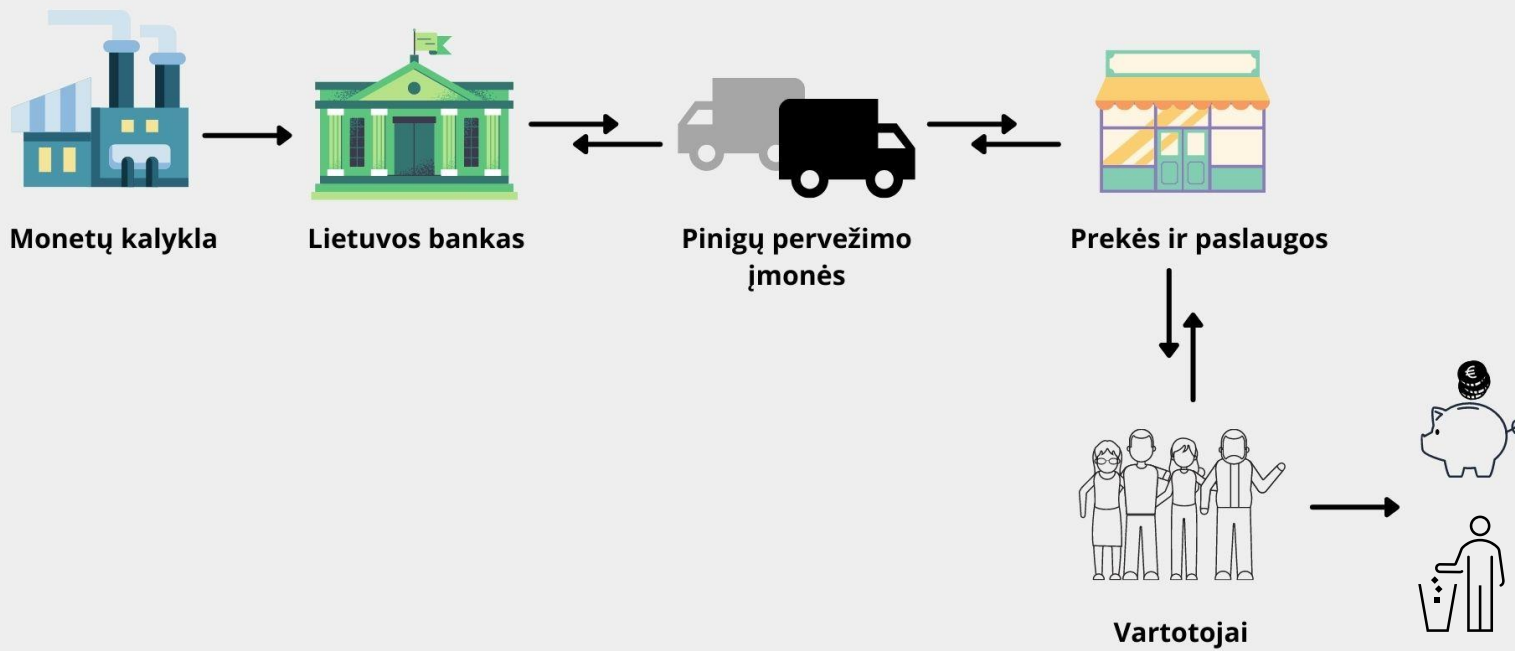 Monetų kalykla
Lietuvos bankas
Pinigų pervežimo
įmonės
Prekės ir paslaugos
€
Vartotojai